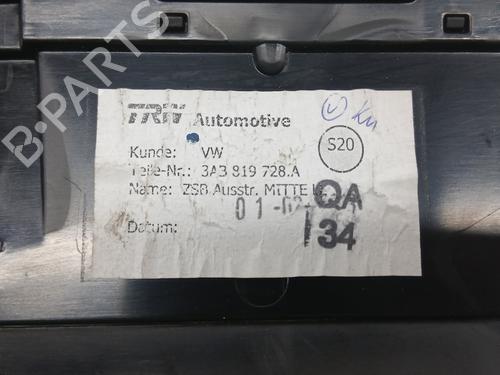 TRW Automotive
S20
Kunde: VW
Teile-Nr.: 3AB 819 728.A
Name: ZSB Ausstr. MITTE
QA
01-02
Datum:
34
B-PARTS